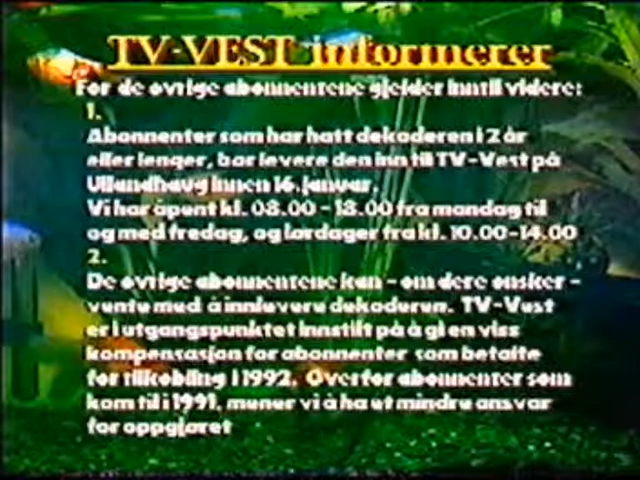 TV-VEST informerer
For de øvrige abonnentene gjelder inntil videre:
1.
Abonnenter som har hatt dekoderen i 2 år
eller lenger, bør levere den inn til TV-Vest på
Ullandhaug innen 16. januar.
Vi har åpent kl. 08.00 - 18.00 fra mandag til
og med fredag, og lørdager fra kl. 10.00-14.00
2.
De øvrige abonnentene kan - om dere ønsker -
vente med å innlevere dekoderen. TV-Vest
er i utgangspunktet innstilt på å gi en viss
kompensasjon for abonnenter som betalte
for tilkobling i 1992. Overfor abonnenter som
kom til i 1991, mener vi å ha et mindre ansvar
for oppgjøret